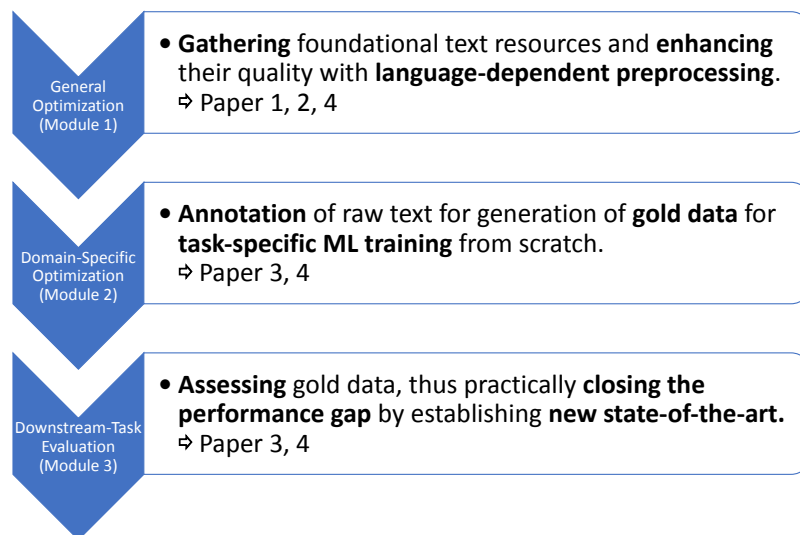 General
Optimization
(Module 1)
• Gathering foundational text resources and enhancing
their quality with language-dependent preprocessing.
⇨ Paper 1, 2, 4
Domain-Specific
Optimization
(Module 2)
• Annotation of raw text for generation of gold data for
task-specific ML training from scratch.
⇨ Paper 3, 4
Downstream-Task
Evaluation
(Module 3)
• Assessing gold data, thus practically closing the
performance gap by establishing new state-of-the-art.
⇨ Paper 3, 4